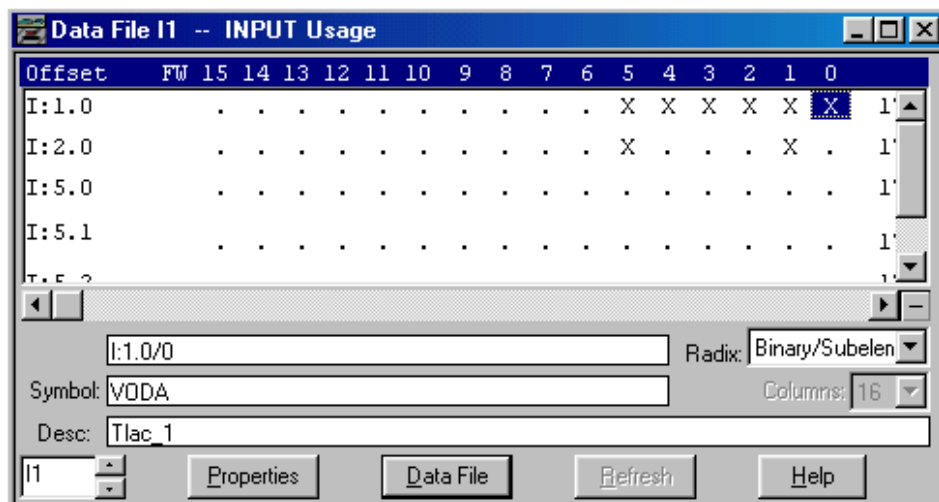 Data File I1 -- INPUT Usage
Offset FW 15 14 13 12 11 10 9 8 7 6 5 4 3 2 1 0
I:1.0 . . . . . . . . . . X X X X X X
I:2.0 . . . . . . . . . . X . . . X .
I:5.0 . . . . . . . . . . . . . . . .
I:5.1 . . . . . . . . . . . . . . . .
I:1.0/0
Radix: Binary/Subelen
Symbol: VODA
Columns: 16
Desc: Tlac_1
I1 Properties Data File Refresh Help